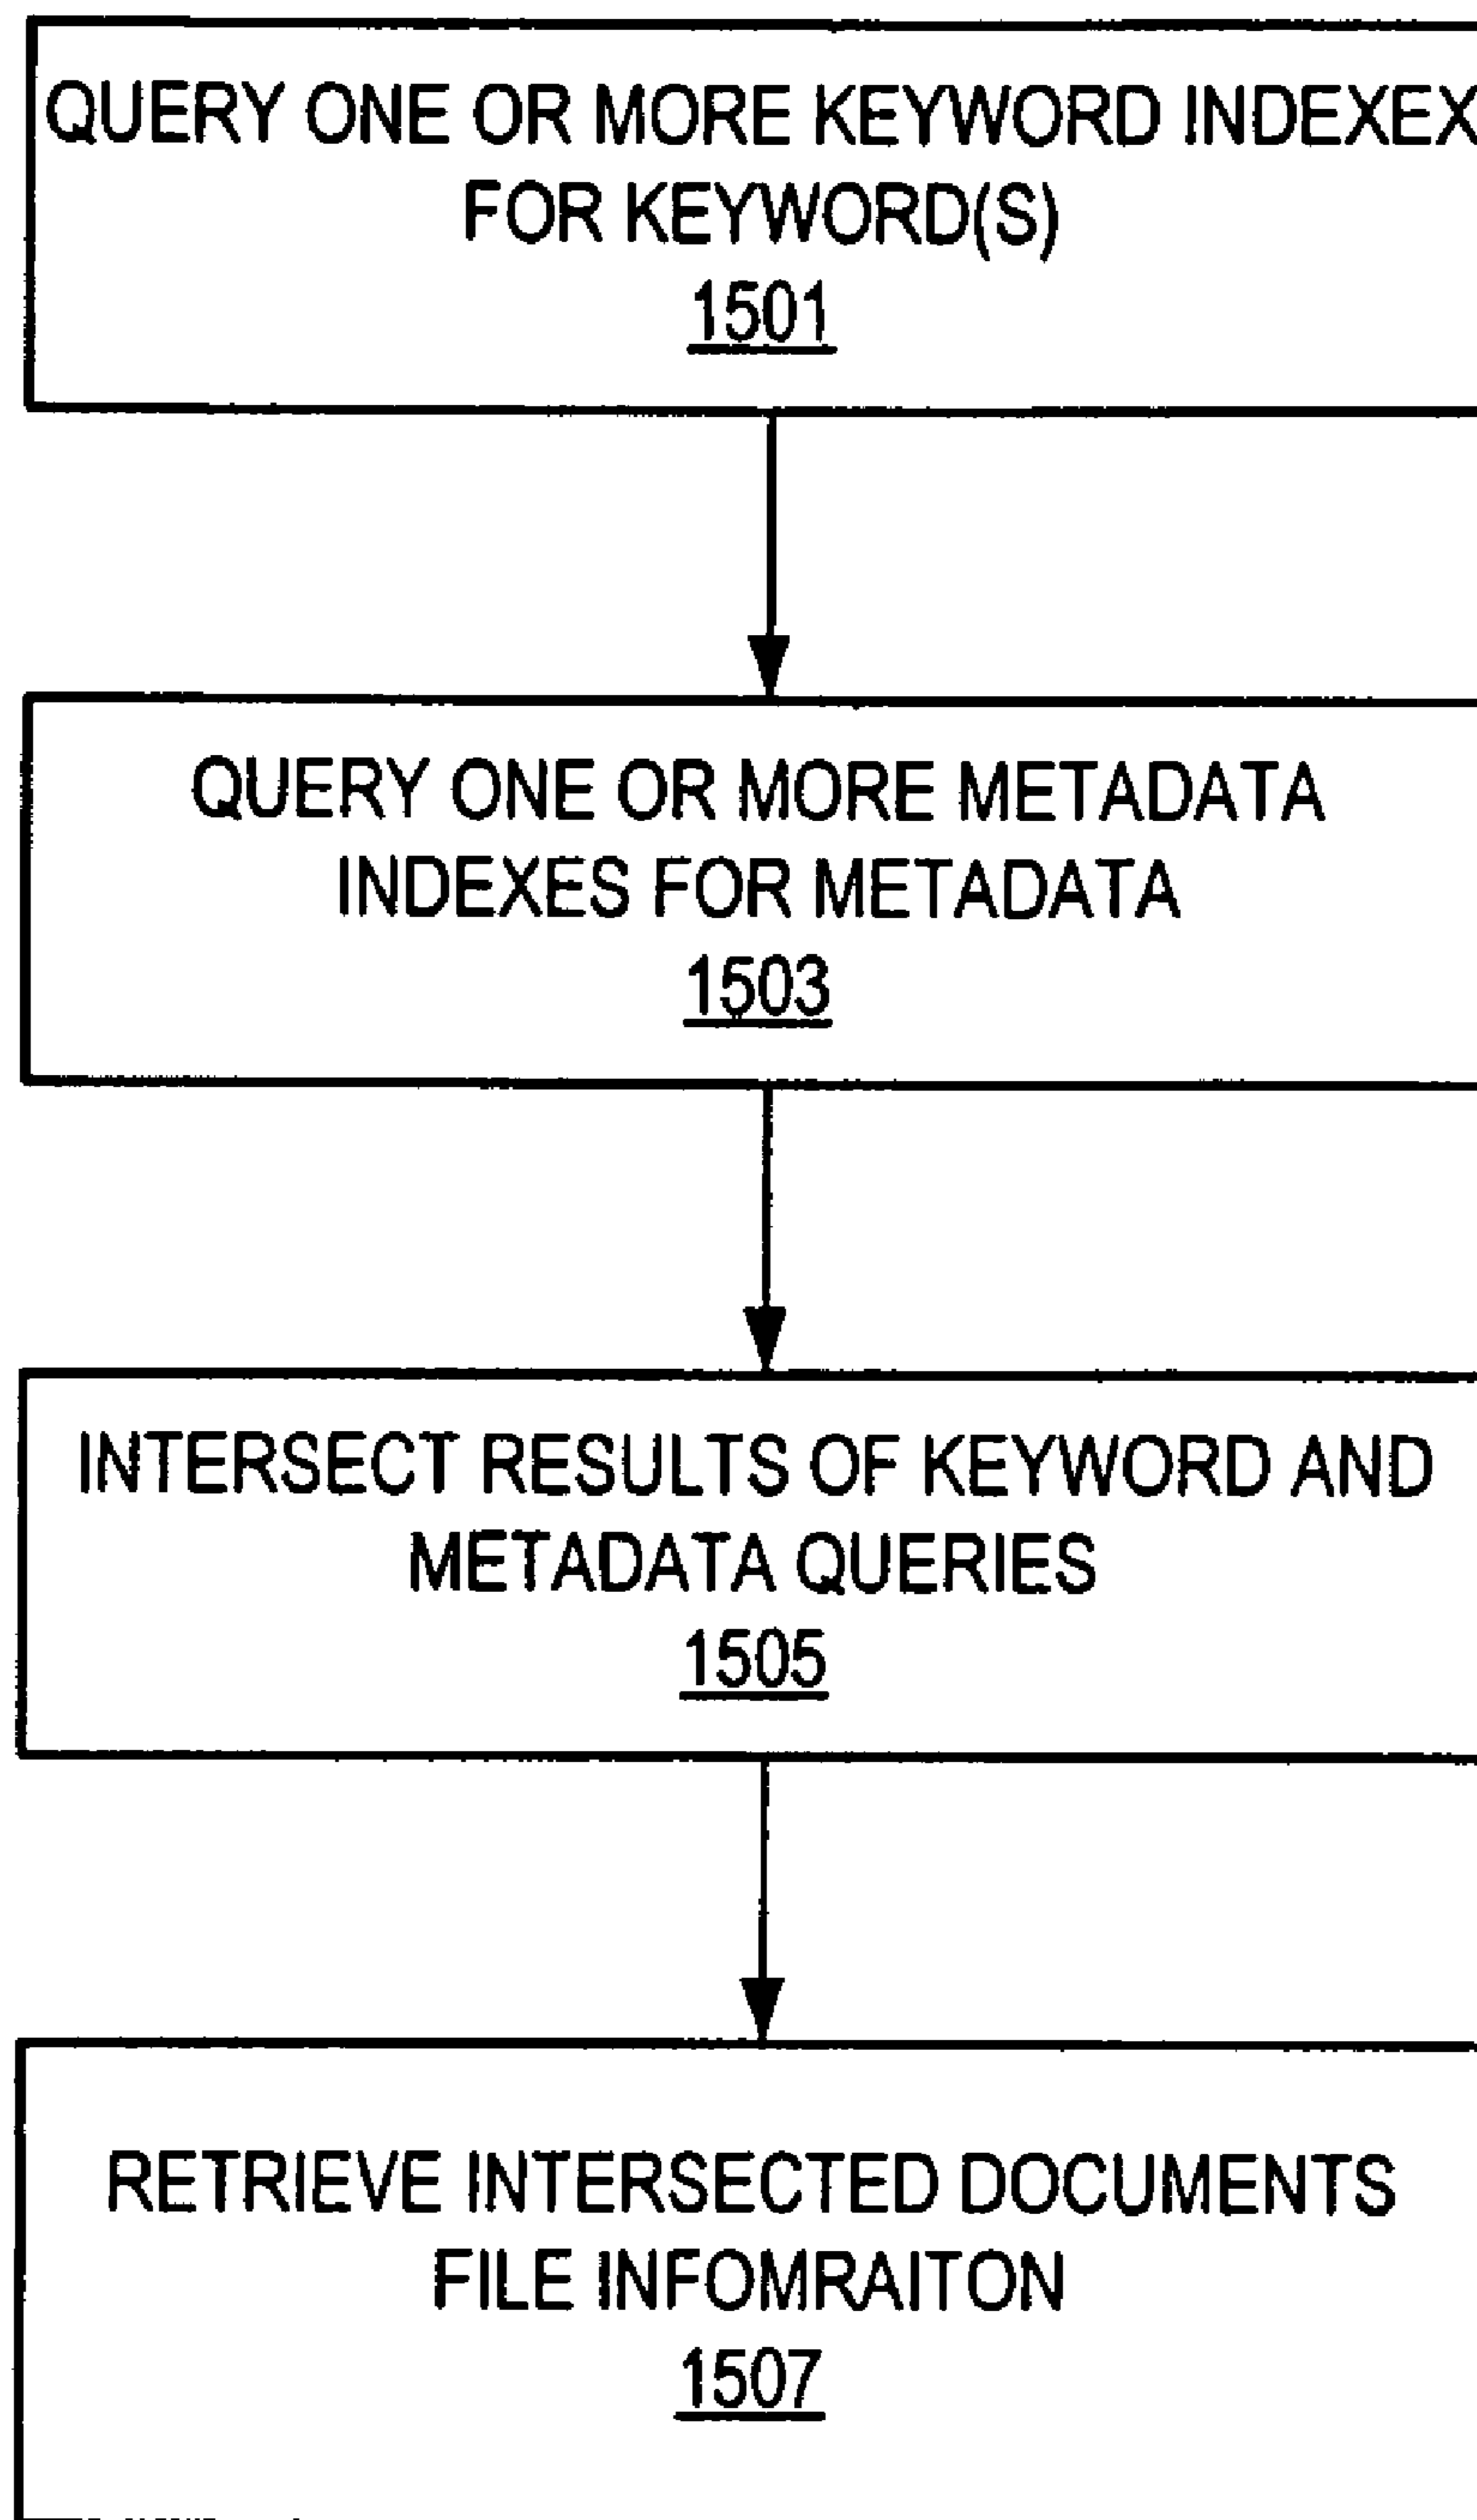 QUERY ONE OR MORE KEYWORD INDEXEX
FOR KEYWORD(S)
1501
QUERY ONE OR MORE METADATA
INDEXES FOR METADATA
1503
INTERSECT RESULTS OF KEYWORD AND
METADATA QUERIES
1505
RETRIEVE INTERSECTED DOCUMENTS
FILE INFOMRAITON
1507